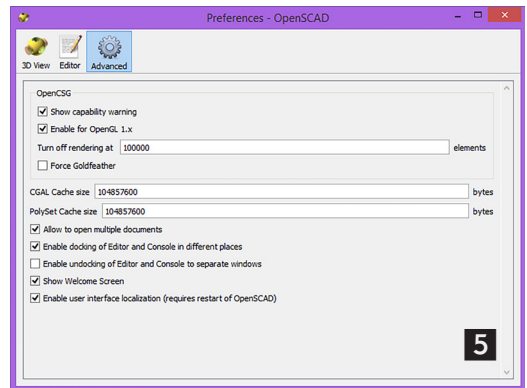 Preferences - OpenSCAD
3D View Editor Advanced
OpenCSG
Show capability warning
Enable for OpenGL 1.x
Turn off rendering at 100000 elements
Force Goldfeather
CGAL Cache size 104857600 bytes
PolySet Cache size 104857600 bytes
Allow to open multiple documents
Enable docking of Editor and Console in different places
Enable undocking of Editor and Console to separate windows
Show Welcome Screen
Enable user interface localization (requires restart of OpenSCAD)
5